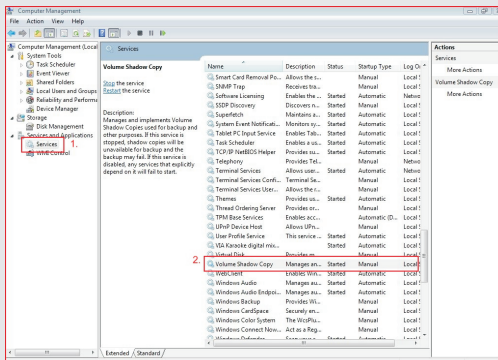 Computer Management
File Action View Help
Computer Management (Local
System Tools
Task Scheduler
Event Viewer
Shared Folders
Local Users and Groups
Reliability and Performa
Device Manager
Storage
Disk Management
Services and Applications
Services
WMI Control
1.
Services
Volume Shadow Copy
Stop the service
Restart the service
Description:
Manages and implements Volume
Shadow Copies used for backup and
other purposes. If this service is
stopped, shadow copies will be
unavailable for backup and the
backup may fail. If this service is
disabled, any services that explicitly
depend on it will fail to start.
Name Description Status Startup Type Log On
Smart Card Removal Po... Allows the s... Manual Local S
SNMP Trap Receives tra... Manual Local S
Software Licensing Enables the ... Started Automatic Networ
SSDP Discovery Discovers n... Started Manual Local S
Superfetch Maintains a... Started Automatic Local S
System Event Notificati... Monitors sy... Started Automatic Local S
Tablet PC Input Service Enables Tab... Started Automatic Local S
Task Scheduler Enables a us... Started Automatic Local S
TCP/IP NetBIOS Helper Provides su... Started Automatic Local S
Telephony Provides Tel... Manual Networ
Terminal Services Allows user... Started Automatic Networ
Terminal Services Confi... Terminal Se... Manual Local S
Terminal Services User... Allows the r... Manual Local S
Themes Provides us... Started Automatic Local S
Thread Ordering Server Provides or... Manual Local S
TPM Base Services Enables acc... Automatic (D... Local S
UPnP Device Host Allows UPn... Manual Local S
User Profile Service This service ... Started Automatic Local S
VIA Karaoke digital mix... Started Automatic Local S
Virtual Disk Provides m... Manual Local S
2.
Volume Shadow Copy Manages an... Started Manual Local S
WebClient Enables Win... Started Automatic Local S
Windows Audio Manages au... Started Automatic Local S
Windows Audio Endpoi... Manages au... Started Automatic Local S
Windows Backup Provides Wi... Manual Local S
Windows CardSpace Securely en... Manual Local S
Windows Color System The WcsPlu... Manual Local S
Windows Connect Now... Act as a Reg... Manual Local S
Extended Standard
Actions
Services
More Actions
Volume Shadow Copy
More Actions